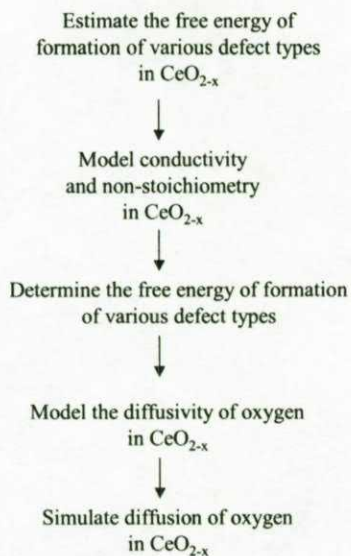 Estimate the free energy of
formation of various defect types
in CeO₂₋ₓ
Model conductivity
and non-stoichiometry
in CeO₂₋ₓ
Determine the free energy of formation
of various defect types
Model the diffusivity of oxygen
in CeO₂₋ₓ
Simulate diffusion of oxygen
in CeO₂₋ₓ